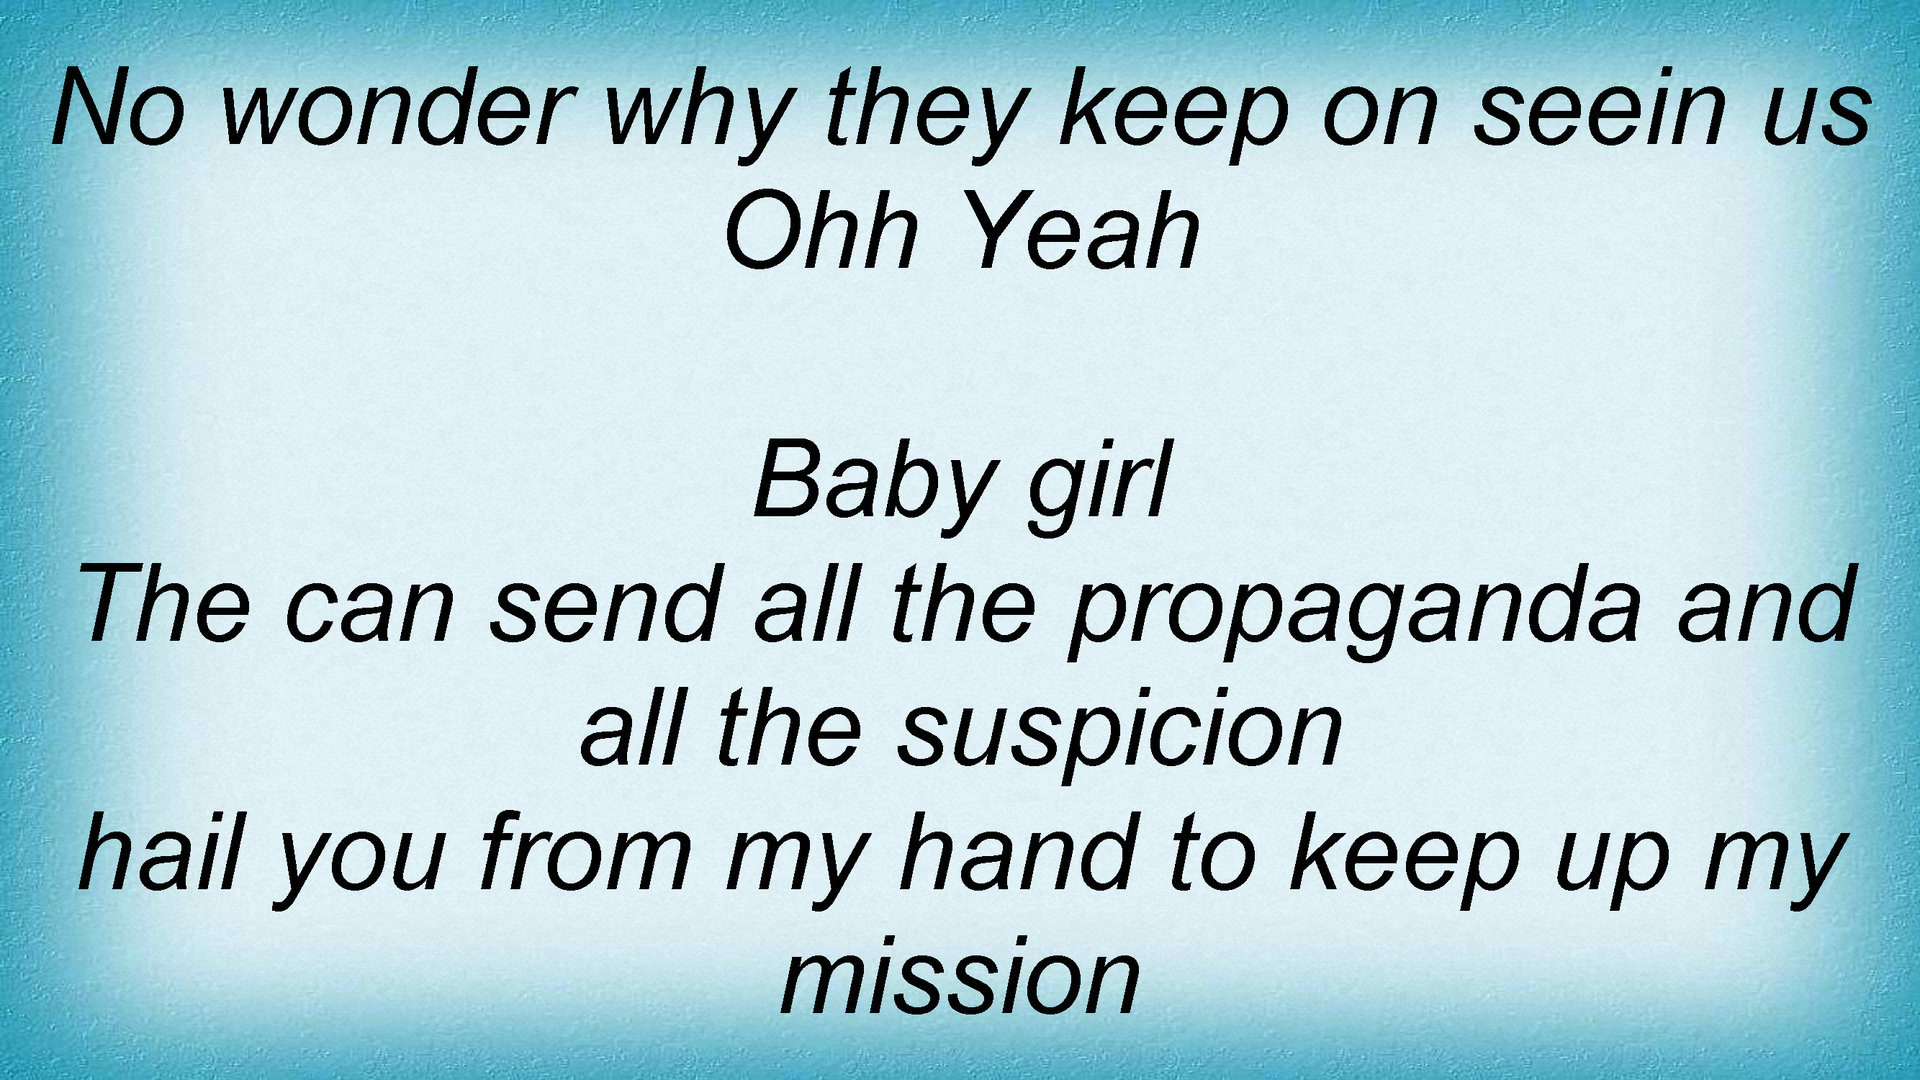 No wonder why they keep on seein us
Ohh Yeah
Baby girl
The can send all the propaganda and
all the suspicion
hail you from my hand to keep up my
mission